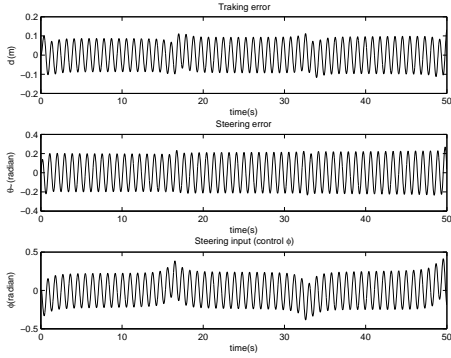 Traking error
0.2
0.1
0
−0.1
−0.2
d (m)
0 10 20 30 40 50
time(s)
Steering error
0.4
0.2
0
−0.2
−0.4
θ~ (radian)
0 10 20 30 40 50
time(s)
Steering input (control ϕ)
0.5
0
−0.5
ϕ(radian)
0 10 20 30 40 50
time(s)